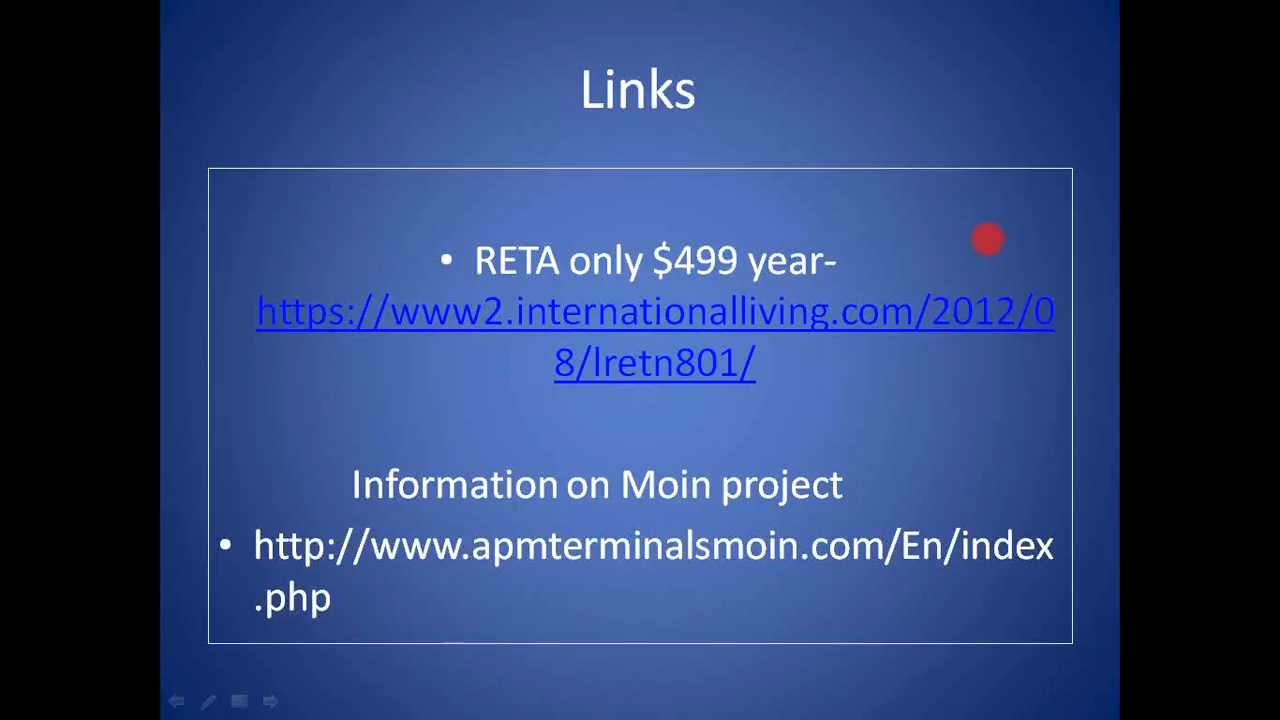 Links
• RETA only $499 year-
https://www2.internationalliving.com/2012/0
8/lretn801/
Information on Moin project
• http://www.apmterminalsmoin.com/En/index
.php